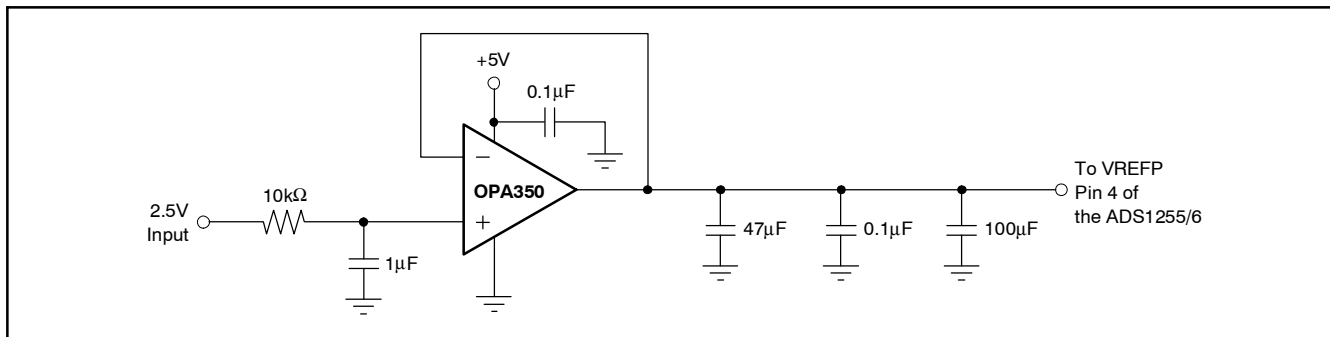 +5V
0.1μF
−
OPA350
+
10kΩ
2.5V
Input
1μF
47μF
0.1μF
100μF
To VREFP
Pin 4 of
the ADS1255/6